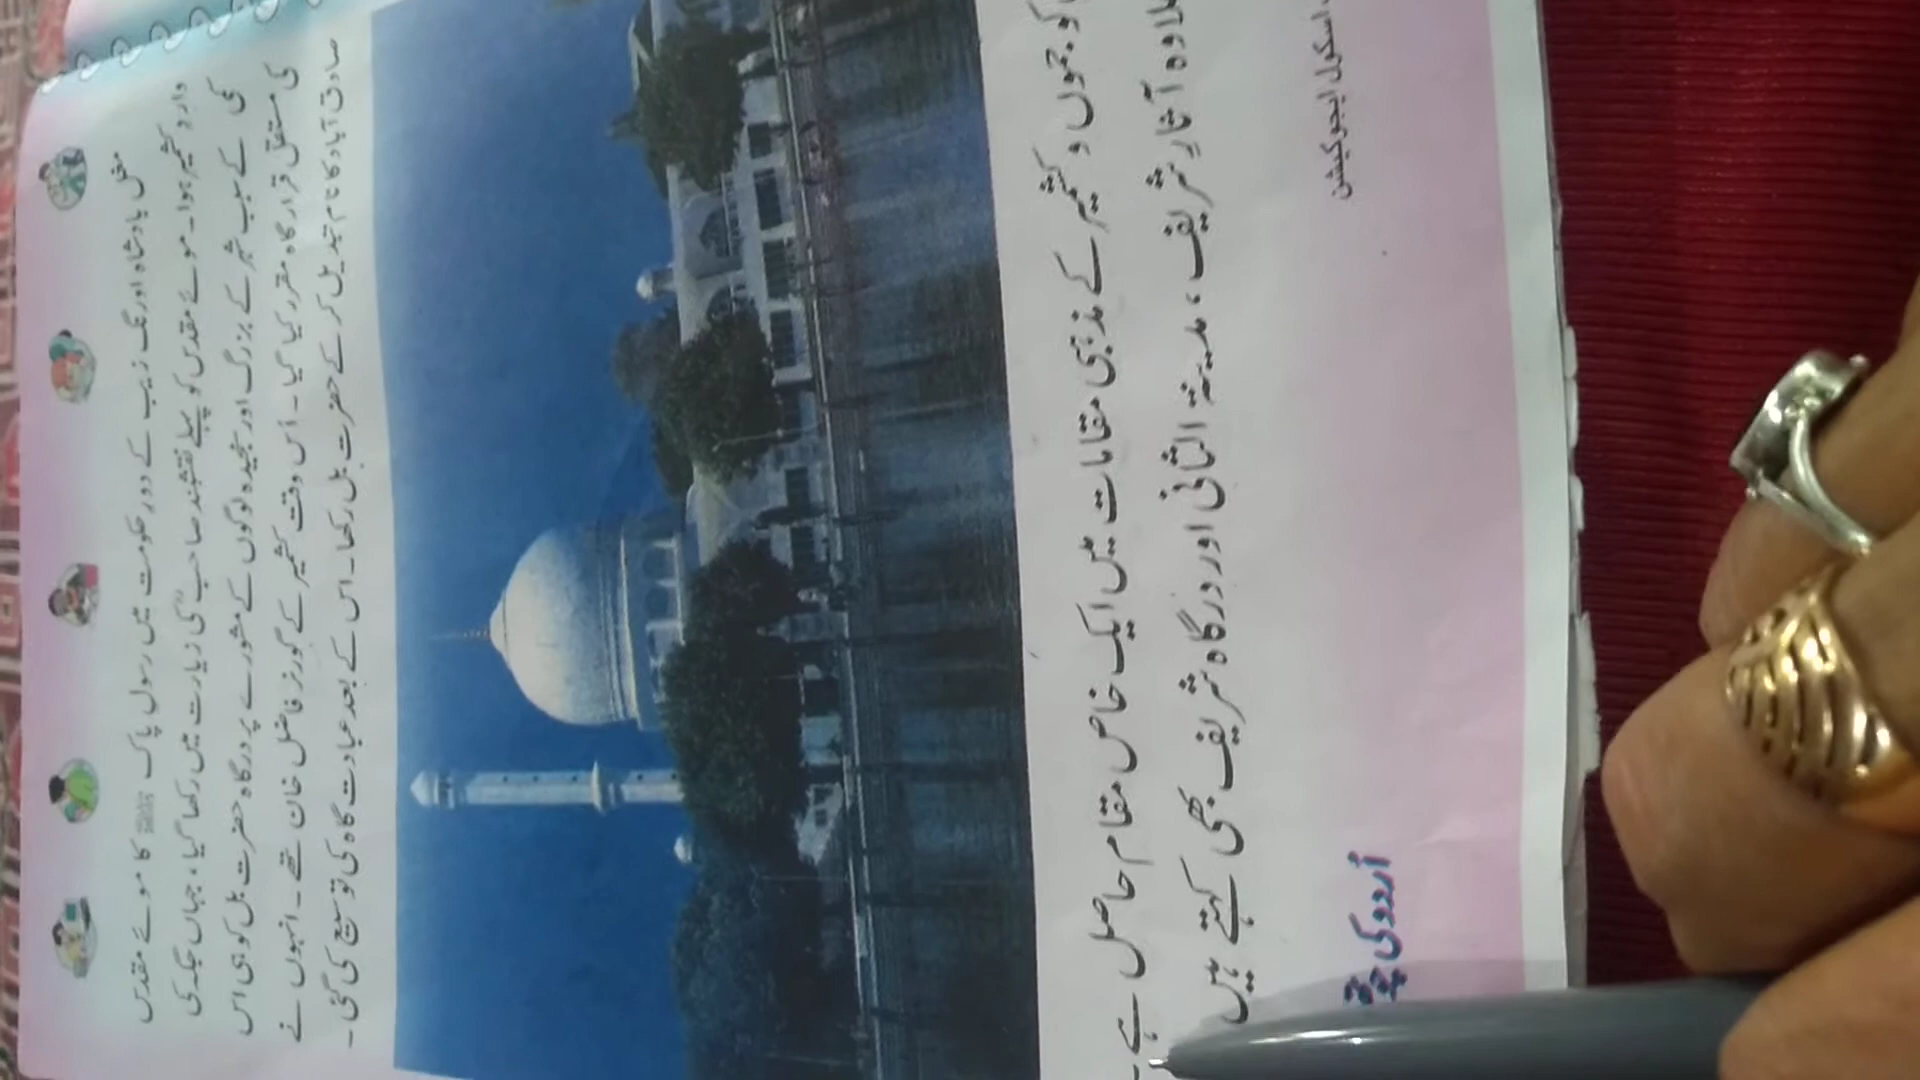 مغل بادشاہ اورنگ زیب کے دورِ حکومت میں رسول پاک ﷺ کا موئے مقدس
وارد کشمیر ہوا۔ موئے مقدس کو پہلے نقشبند صاحبؒ کی زیارت میں رکھا گیا، جہاں جگہ کی
کمی کے سبب شہر کے بزرگ اور سنجیدہ لوگوں کے مشورے پر درگاہ حضرت بل کو ہی اس
کی مستقل قرار گاہ مقرر کیا گیا۔ اُس وقت کشمیر کے گورنر فاضل خان تھے۔ انہوں نے
صادق آباد کا نام تبدیل کر کے حضرت بل رکھا۔ اس کے بعد عبادت گاہ کی توسیع کی گئی۔
کو جموں و کشمیر کے مذہبی مقامات میں ایک خاص مقام حاصل ہے۔
علاوہ آثارِ شریف، مدینۃ الثانی اور درگاہ شریف بھی کہتے ہیں
اسکول ایجوکیشن
اُردو کی